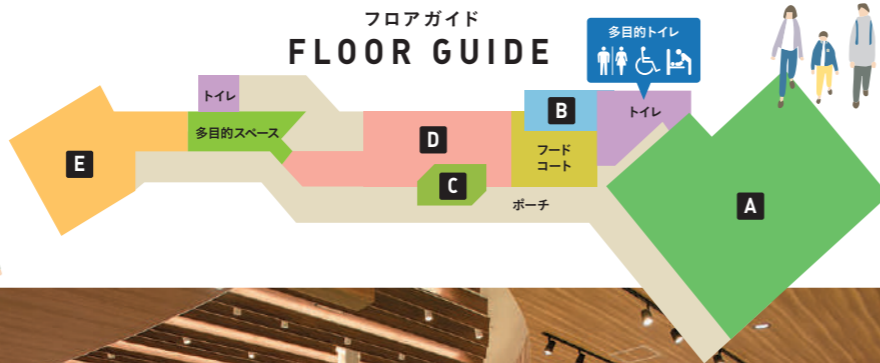 フロアガイド
FLOOR GUIDE
多目的トイレ
トイレ
B
トイレ
多目的スペース
D
フード
コート
E
C
ポーチ
A